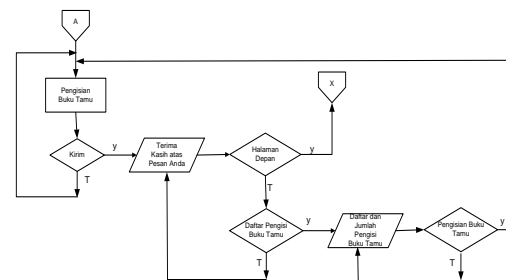 A
Pengisian
Buku Tamu
X
Kirim
y
T
Terima
Kasih atas
Pesan Anda
Halaman
Depan
y
T
Daftar Pengisi
Buku Tamu
y
T
Daftar dan
Jumlah
Pengisi
Buku Tamu
Pengisian Buku
Tamu
y
T